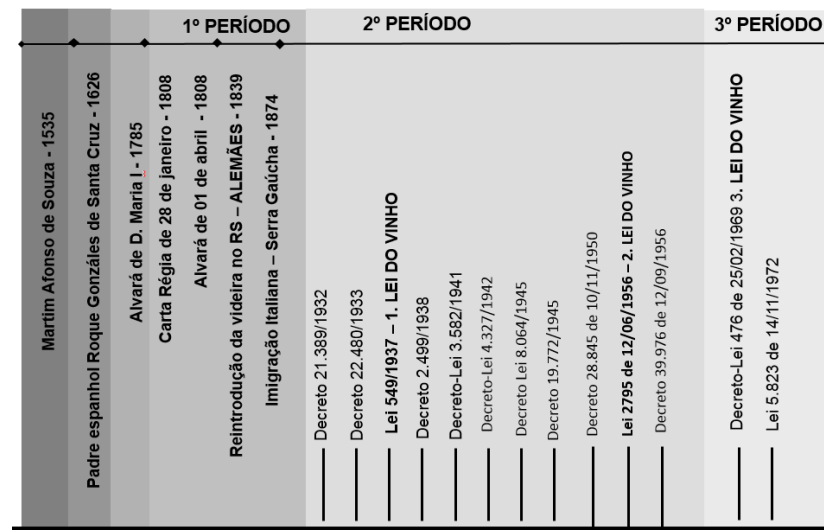 1º PERÍODO
2º PERÍODO
3º PERÍODO
Martim Afonso de Souza - 1535
Padre espanhol Roque Gonzáles de Santa Cruz - 1626
Alvará de D. Maria I - 1785
Carta Régia de 28 de janeiro - 1808
Alvará de 01 de abril - 1808
Reintrodução da videira no RS – ALEMÃES - 1839
Imigração Italiana – Serra Gaúcha - 1874
Decreto 21.389/1932
Decreto 22.480/1933
Lei 549/1937 – 1. LEI DO VINHO
Decreto 2.499/1938
Decreto-Lei 3.582/1941
Decreto-Lei 4.327/1942
Decreto Lei 8.064/1945
Decreto 19.772/1945
Decreto 28.845 de 10/11/1950
Lei 2795 de 12/06/1956 – 2. LEI DO VINHO
Decreto 39.976 de 12/09/1956
Decreto-Lei 476 de 25/02/1969 3. LEI DO VINHO
Lei 5.823 de 14/11/1972